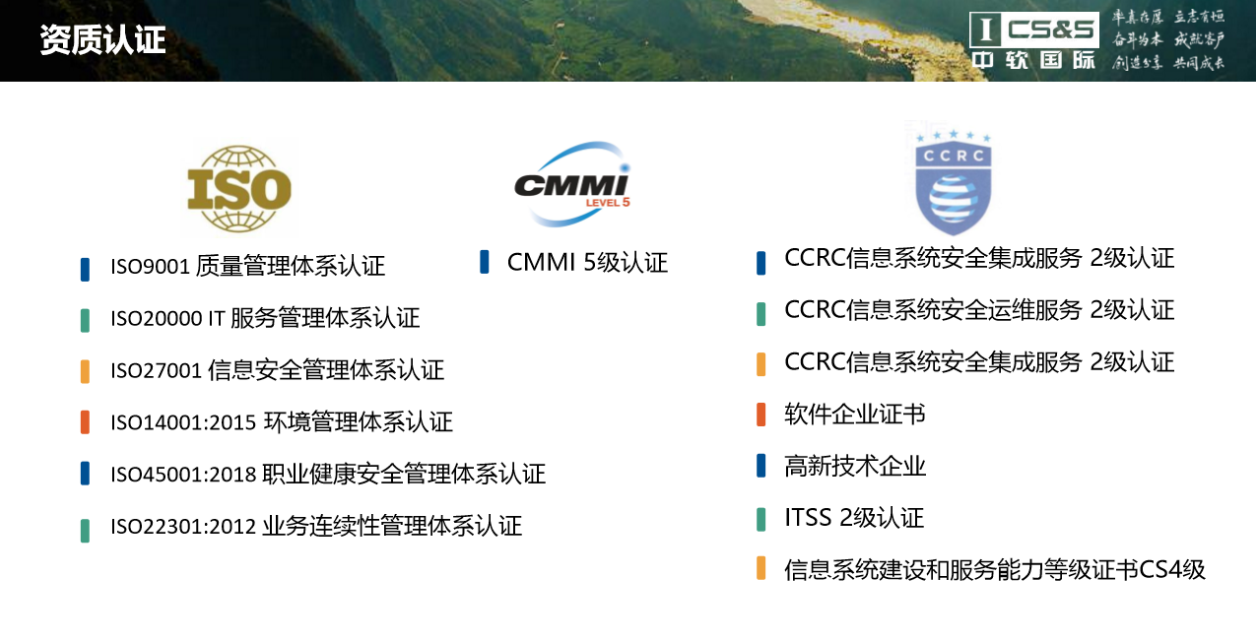 资质认证
I CS&S
中软国际
率真存厚 立志有恒
奋斗为本 成就客户
创造分享 共同成长
ISO
ISO9001 质量管理体系认证
ISO20000 IT 服务管理体系认证
ISO27001 信息安全管理体系认证
ISO14001:2015 环境管理体系认证
ISO45001:2018 职业健康安全管理体系认证
ISO22301:2012 业务连续性管理体系认证
CMMI
LEVEL 5
CMMI 5级认证
CCRC
CCRC信息系统安全集成服务 2级认证
CCRC信息系统安全运维服务 2级认证
CCRC信息系统安全集成服务 2级认证
软件企业证书
高新技术企业
ITSS 2级认证
信息系统建设和服务能力等级证书CS4级